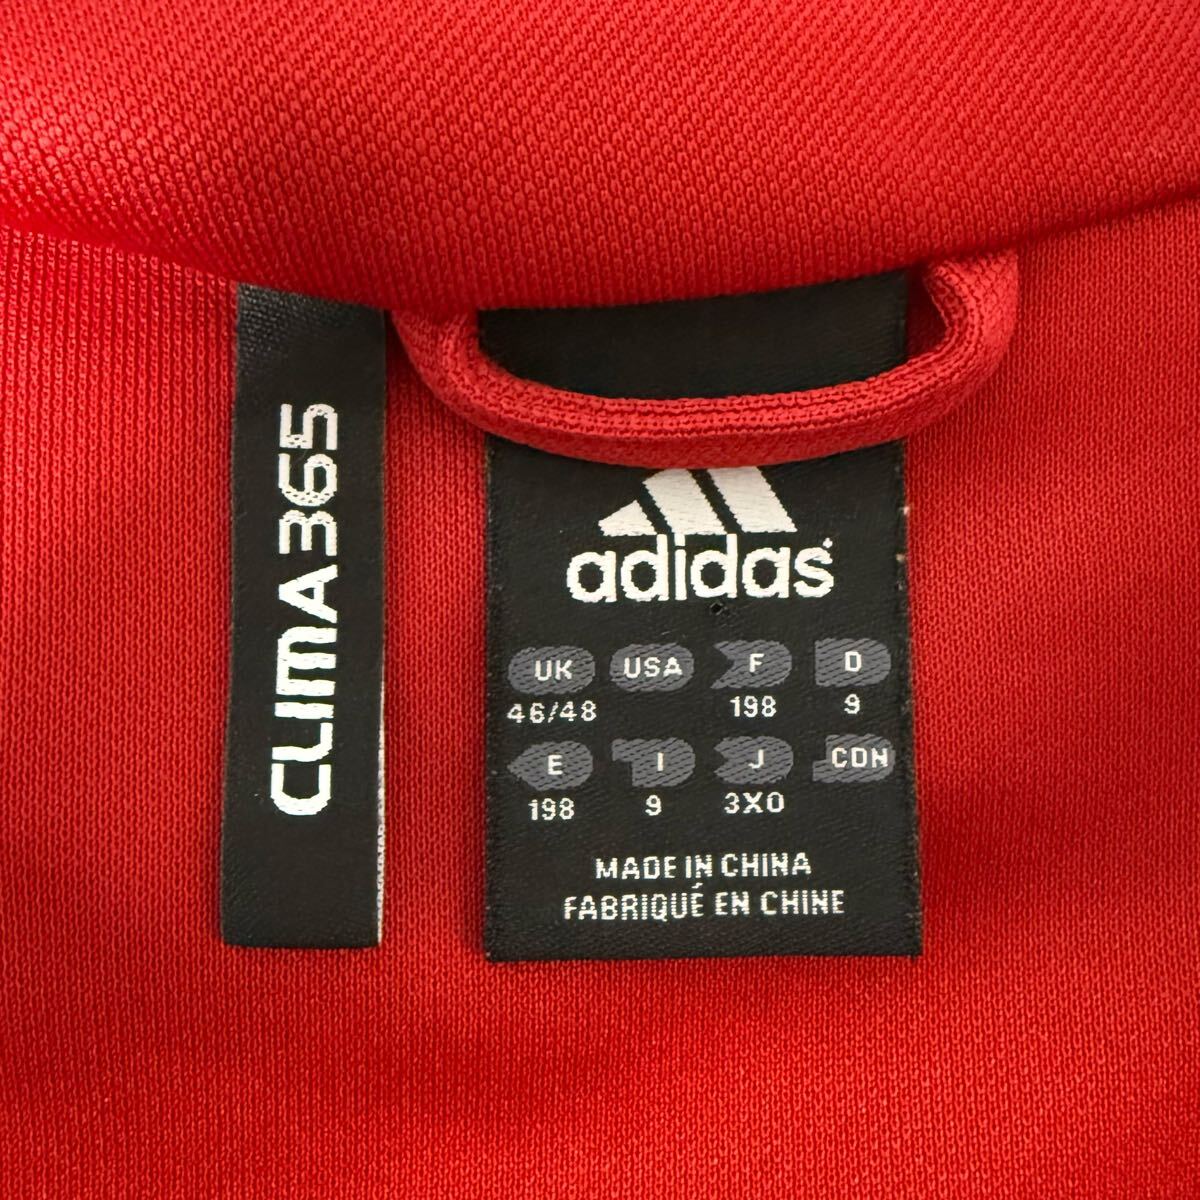 CLIMA365
adidas
UK USA F D
46/48 198 9
E I J CDN
198 9 3XO
MADE IN CHINA
FABRIQUÉ EN CHINE